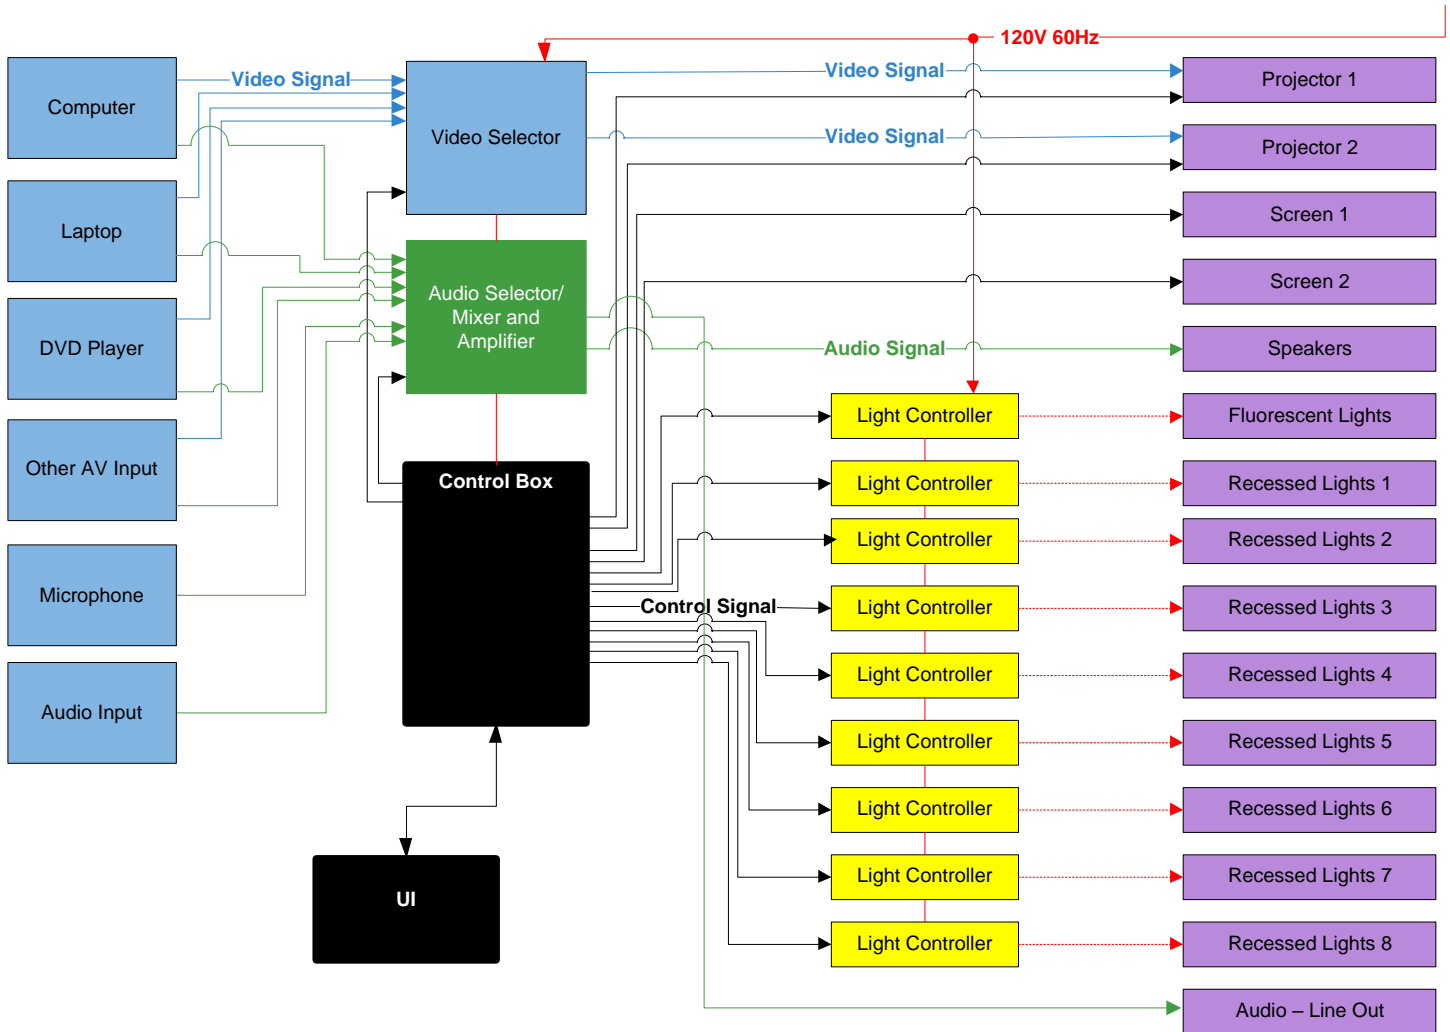 120V 60Hz
Computer
Video Signal
Video Selector
Video Signal
Projector 1
Video Signal
Projector 2
Laptop
Screen 1
Audio Selector/
Mixer and
Amplifier
Screen 2
DVD Player
Audio Signal
Speakers
Light Controller
Fluorescent Lights
Other AV Input
Control Box
Light Controller
Recessed Lights 1
Light Controller
Recessed Lights 2
Microphone
Control Signal
Light Controller
Recessed Lights 3
Light Controller
Recessed Lights 4
Audio Input
Light Controller
Recessed Lights 5
Light Controller
Recessed Lights 6
UI
Light Controller
Recessed Lights 7
Light Controller
Recessed Lights 8
Audio – Line Out